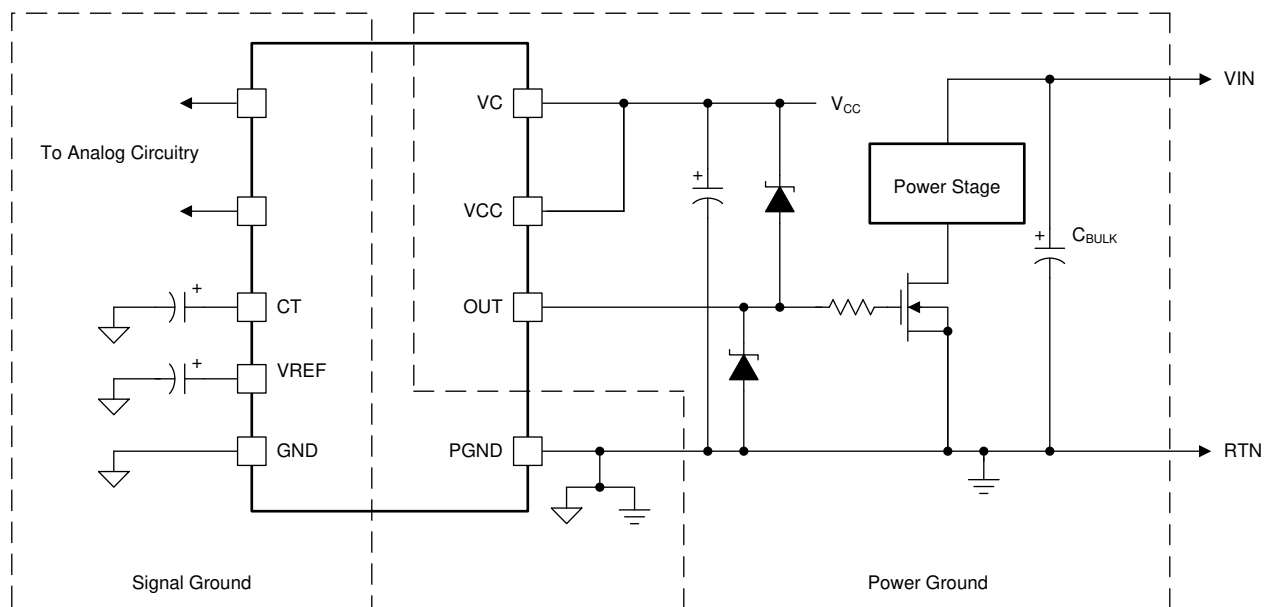 VIN
VC
V_CC
To Analog Circuitry
+
Power Stage
VCC
+
C_BULK
+
CT
OUT
+
VREF
GND
PGND
RTN
Signal Ground
Power Ground